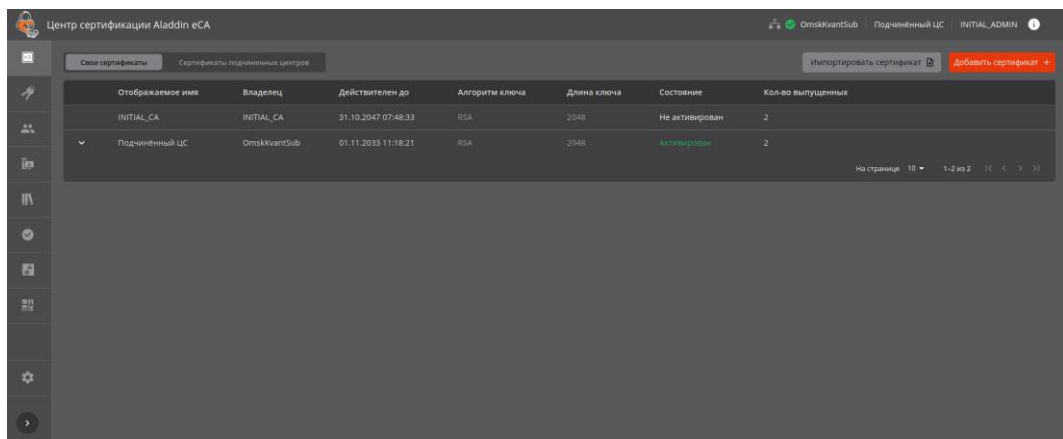 Центр сертификации Aladdin eCA
OmskKvantSub Подчинённый ЦС INITIAL_ADMIN
Свои сертификаты Сертификаты подчиненных центров Импортировать сертификат Добавить сертификат +
Отображаемое имя Владелец Действителен до Алгоритм ключа Длина ключа Состояние Кол-во выпущенных
INITIAL_CA INITIAL_CA 31.10.2047 07:48:33 RSA 2048 Не активирован 2
Подчинённый ЦС OmskKvantSub 01.11.2033 11:18:21 RSA 2048 Активирован 2
На странице 10 1–2 из 2